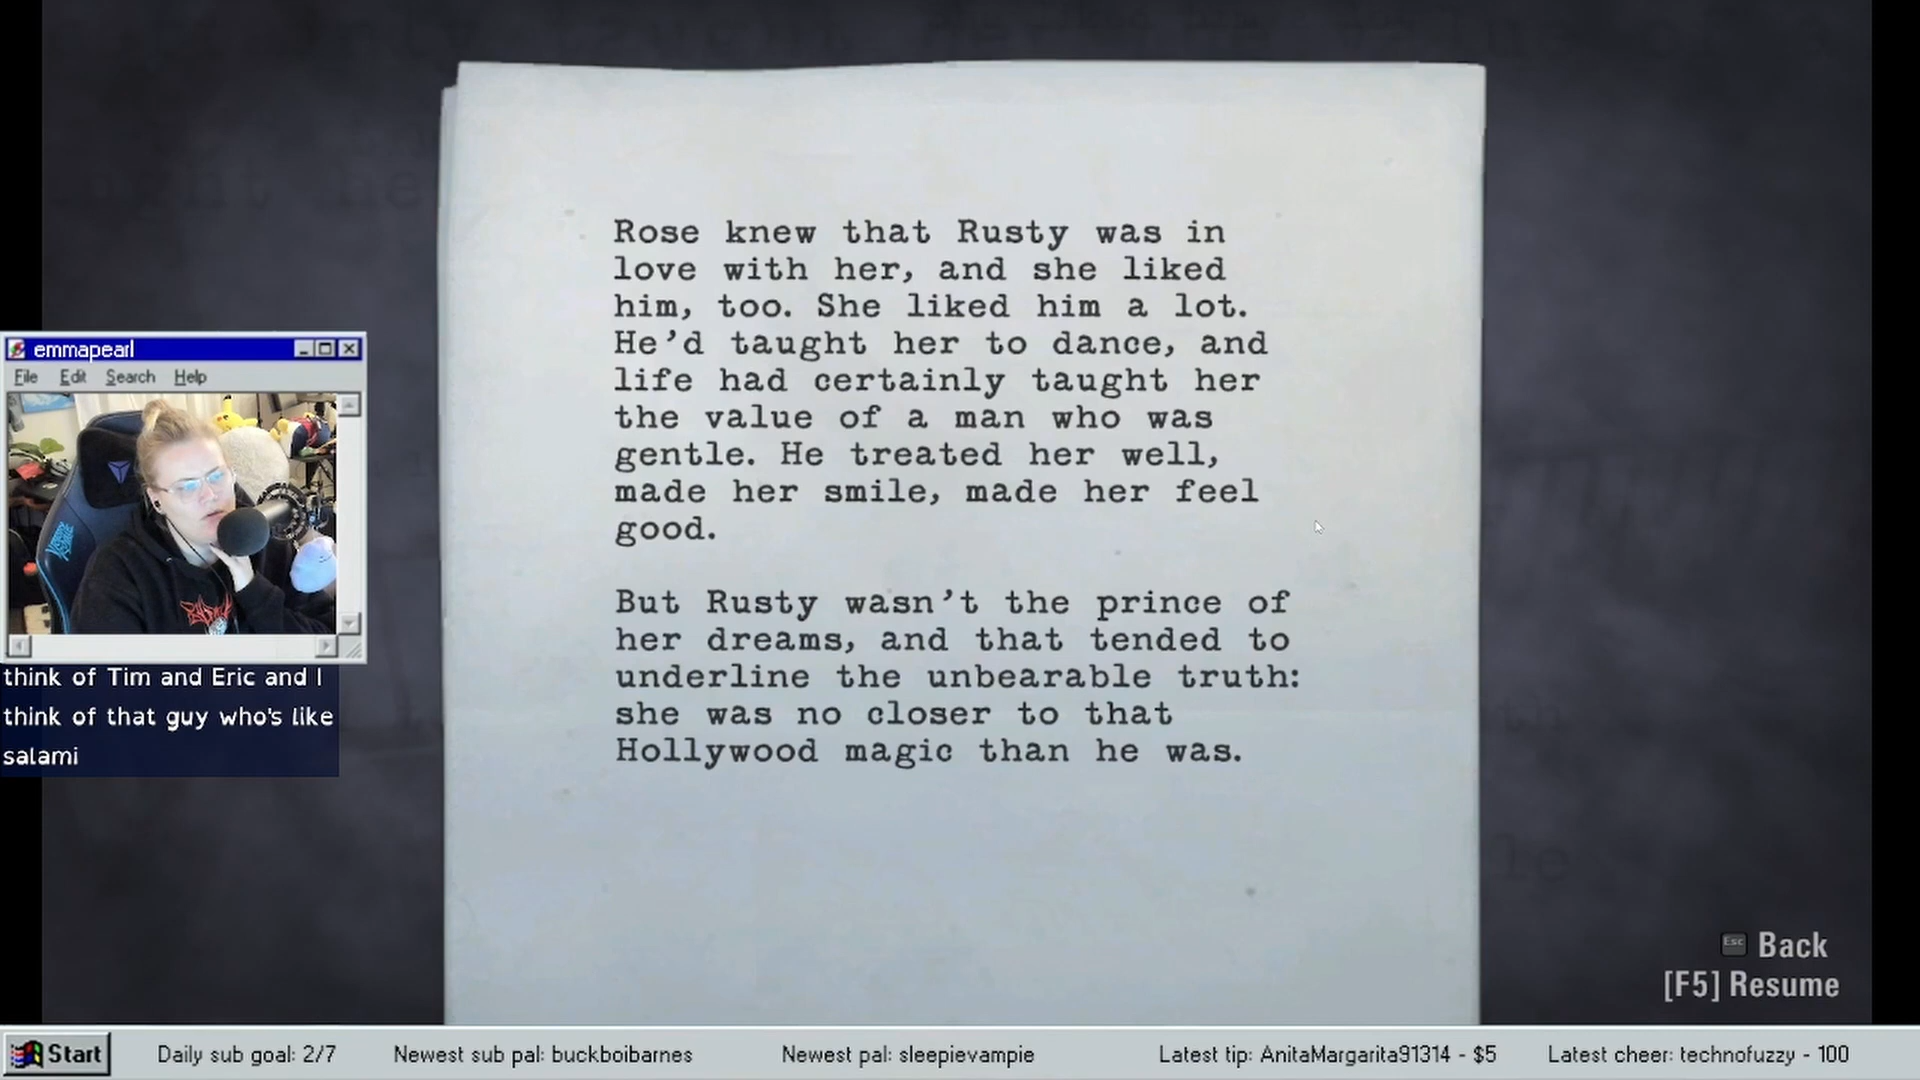 Rose knew that Rusty was in
love with her, and she liked
him, too. She liked him a lot.
He’d taught her to dance, and
life had certainly taught her
the value of a man who was
gentle. He treated her well,
made her smile, made her feel
good.
But Rusty wasn’t the prince of
her dreams, and that tended to
underline the unbearable truth:
she was no closer to that
Hollywood magic than he was.
emmapearl
File Edit Search Help
think of Tim and Eric and I
think of that guy who's like
salami
Esc Back
[F5] Resume
Start
Daily sub goal: 2/7
Newest sub pal: buckboibarnes
Newest pal: sleepievampie
Latest tip: AnitaMargarita91314 - $5
Latest cheer: technofuzzy - 100